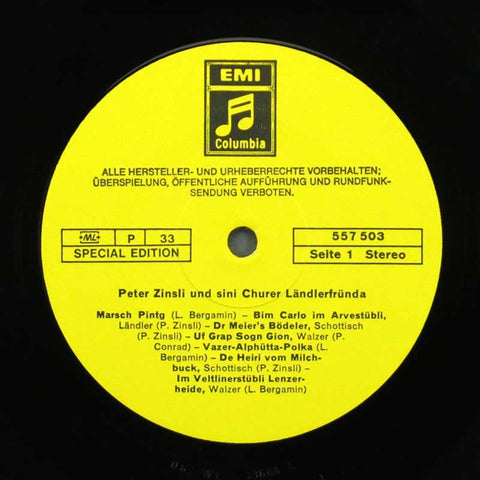 EMI
Columbia
ALLE HERSTELLER- UND URHEBERRECHTE VORBEHALTEN;
ÜBERSPIELUNG, ÖFFENTLICHE AUFFÜHRUNG UND RUNDFUNK-
SENDUNG VERBOTEN.
ML P 33
SPECIAL EDITION
557 503
Seite 1 Stereo
Peter Zinsli und sini Churer Ländlerfründa
Marsch Pintg (L. Bergamin) – Bim Carlo im Arvestübli,
Ländler (P. Zinsli) – Dr Meier's Bödeler, Schottisch
(P. Zinsli) – Uf Grap Sogn Gion, Walzer (P.
Conrad) – Vazer-Alphütta-Polka (L.
Bergamin) – De Heiri vom Milch-
buck, Schottisch (P. Zinsli) –
Im Veltlinerstübli Lenzer-
heide, Walzer (L. Bergamin)